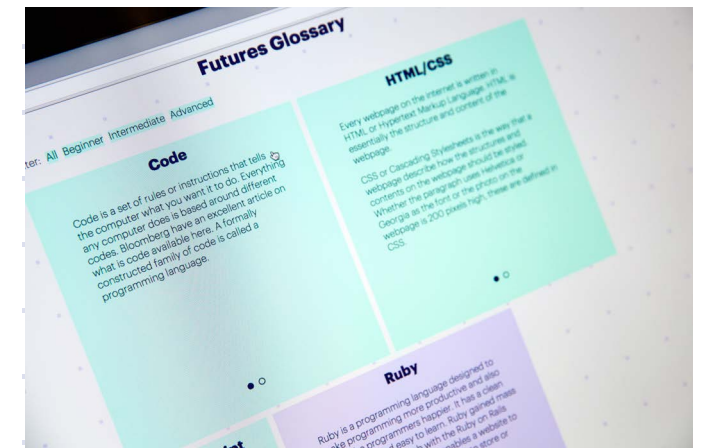 Futures Glossary
ter: All Beginner Intermediate Advanced
Code
Code is a set of rules or instructions that tells
the computer what you want it to do. Everything
any computer does is based around different
codes. Bloomberg have an excellent article on
what is code available here. A formally
constructed family of code is called a
programming language.
HTML/CSS
Every webpage on the internet is written in
HTML or Hypertext Markup Language. HTML is
essentially the structure and content of the
webpage.
CSS or Cascading Stylesheets is the way that a
webpage describe how the structures and
contents on the webpage should be styled.
Whether the paragraph uses Helvetica or
Georgia as the font or the photo on the
webpage is 200 pixels high, these are defined in
CSS.
Ruby
Ruby is a programming language designed to
ke programming more productive and also
programmers happier. It has a clean
d easy to learn. Ruby gained mass
with the Ruby on Rails
nables a website to
store or
int